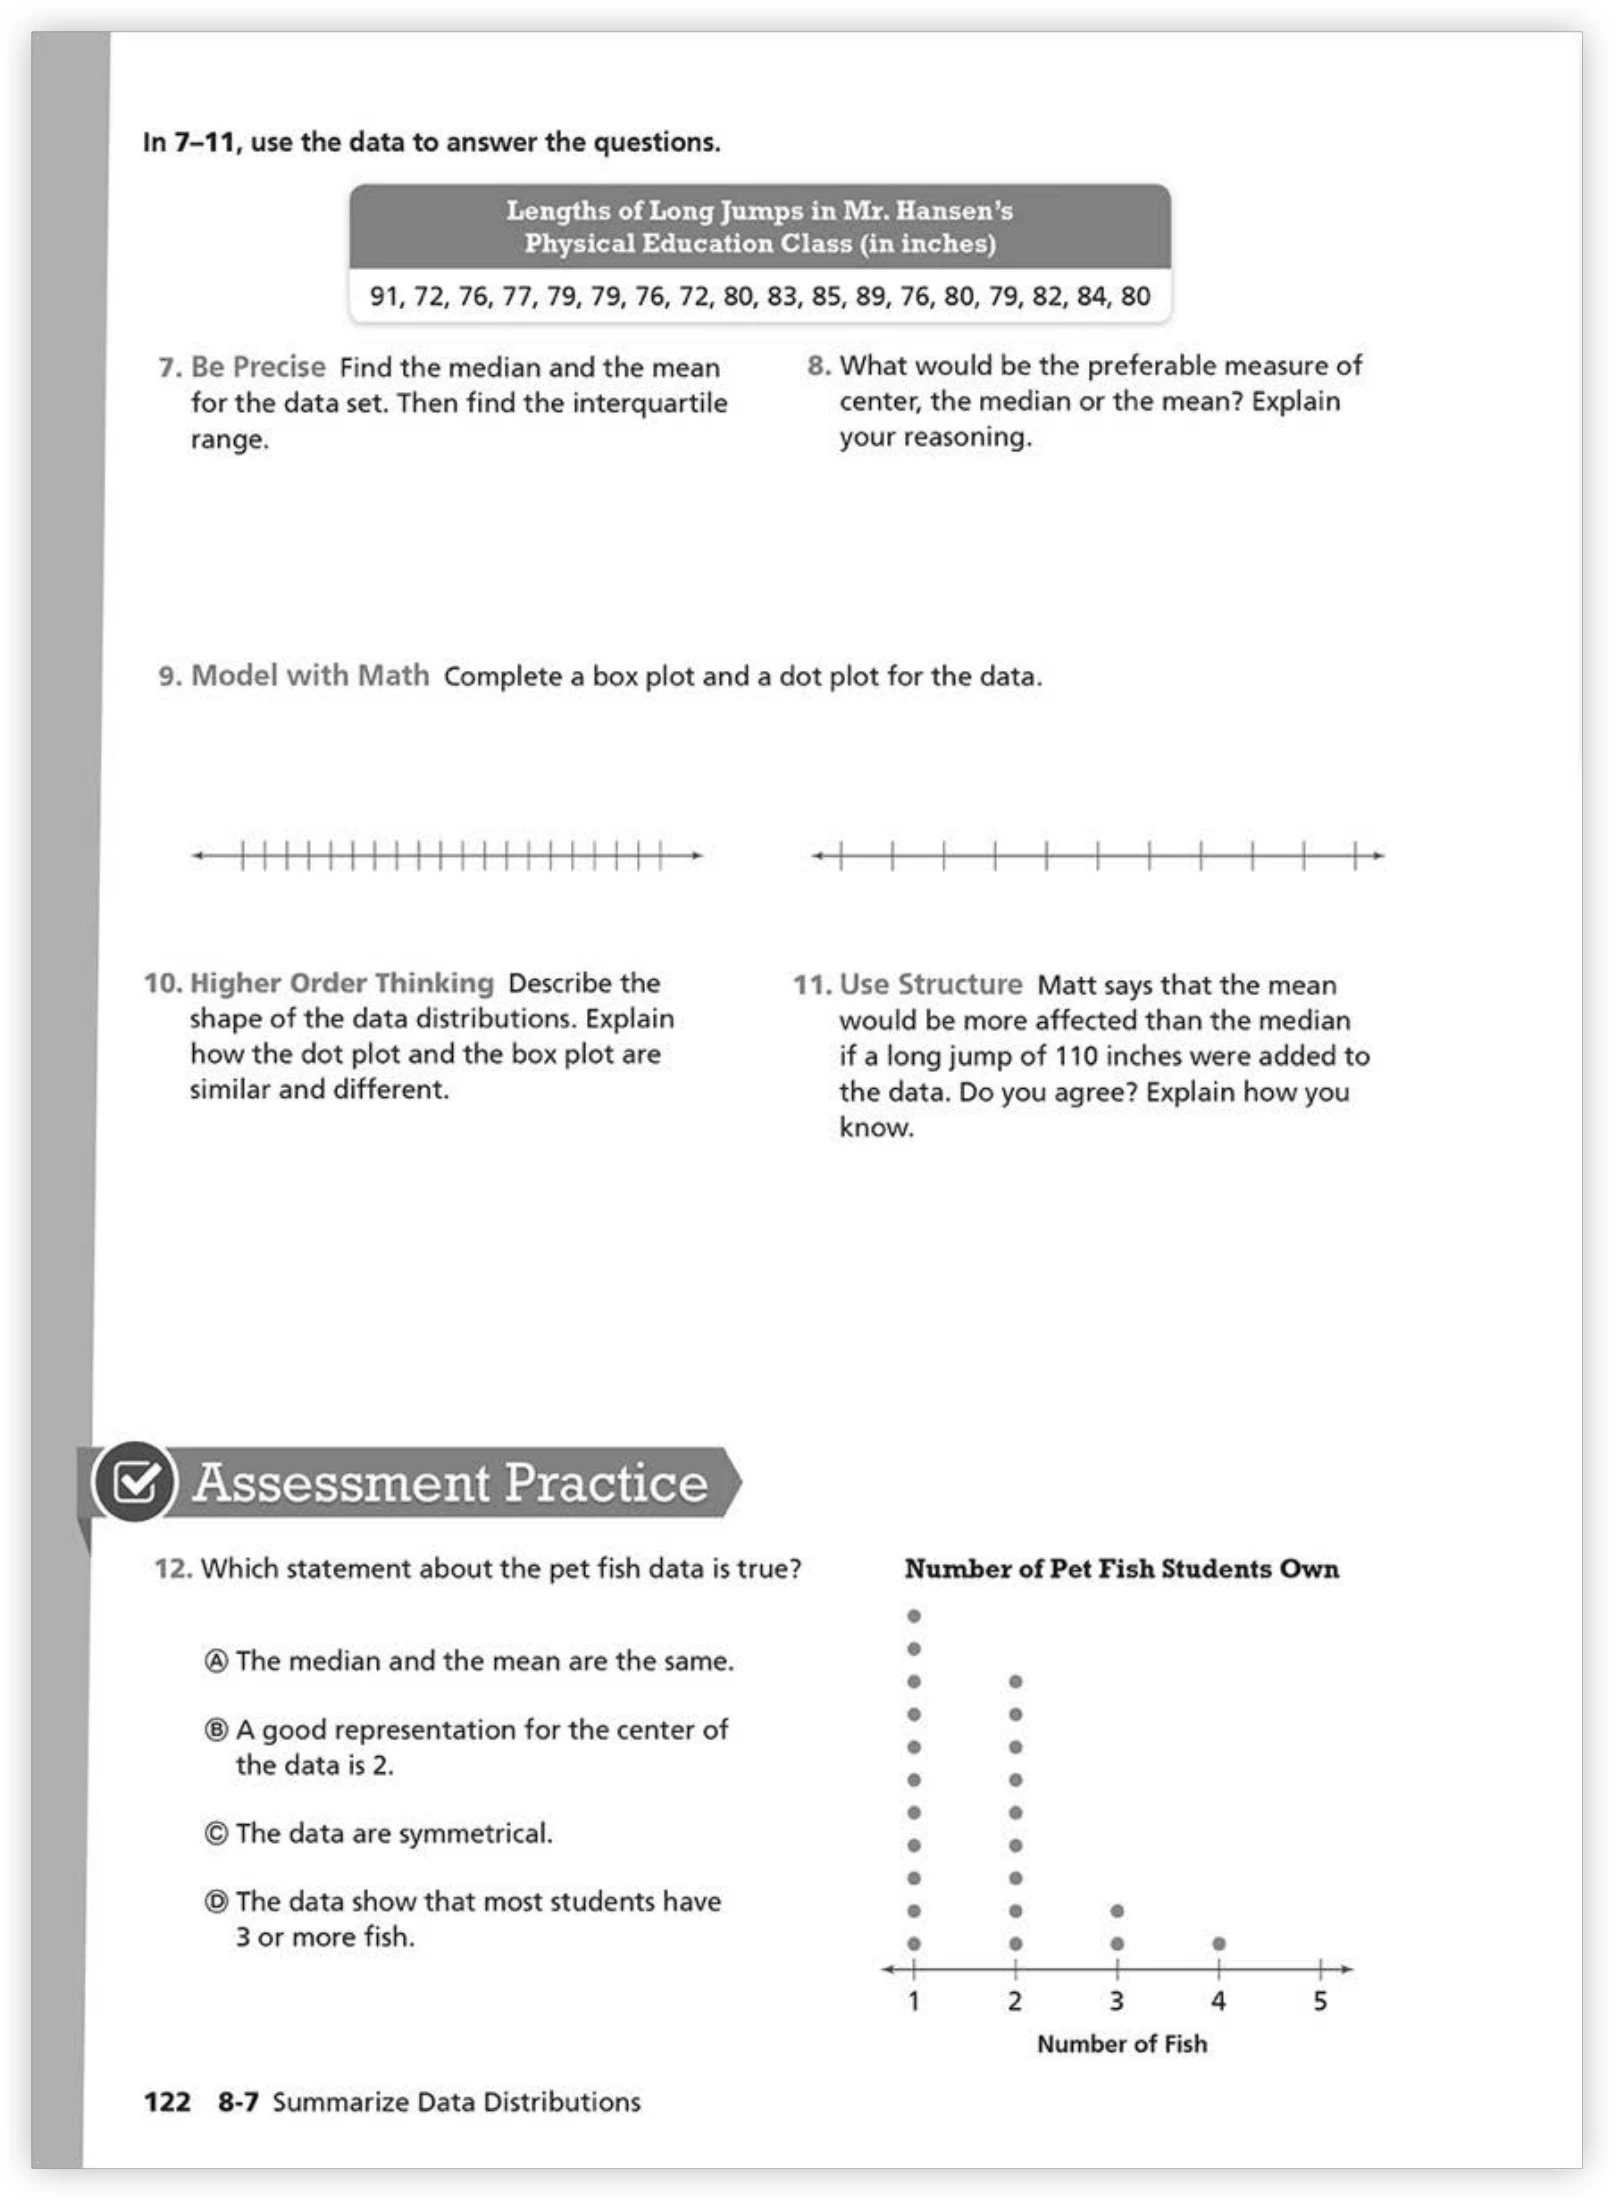 In 7–11, use the data to answer the questions.
Lengths of Long Jumps in Mr. Hansen’s
Physical Education Class (in inches)
91, 72, 76, 77, 79, 79, 76, 72, 80, 83, 85, 89, 76, 80, 79, 82, 84, 80
7. Be Precise Find the median and the mean
for the data set. Then find the interquartile
range.
8. What would be the preferable measure of
center, the median or the mean? Explain
your reasoning.
9. Model with Math Complete a box plot and a dot plot for the data.
10. Higher Order Thinking Describe the
shape of the data distributions. Explain
how the dot plot and the box plot are
similar and different.
11. Use Structure Matt says that the mean
would be more affected than the median
if a long jump of 110 inches were added to
the data. Do you agree? Explain how you
know.
Assessment Practice
12. Which statement about the pet fish data is true?
Ⓐ The median and the mean are the same.
Ⓑ A good representation for the center of
the data is 2.
Ⓒ The data are symmetrical.
Ⓓ The data show that most students have
3 or more fish.
Number of Pet Fish Students Own
1 2 3 4 5
Number of Fish
122 8-7 Summarize Data Distributions